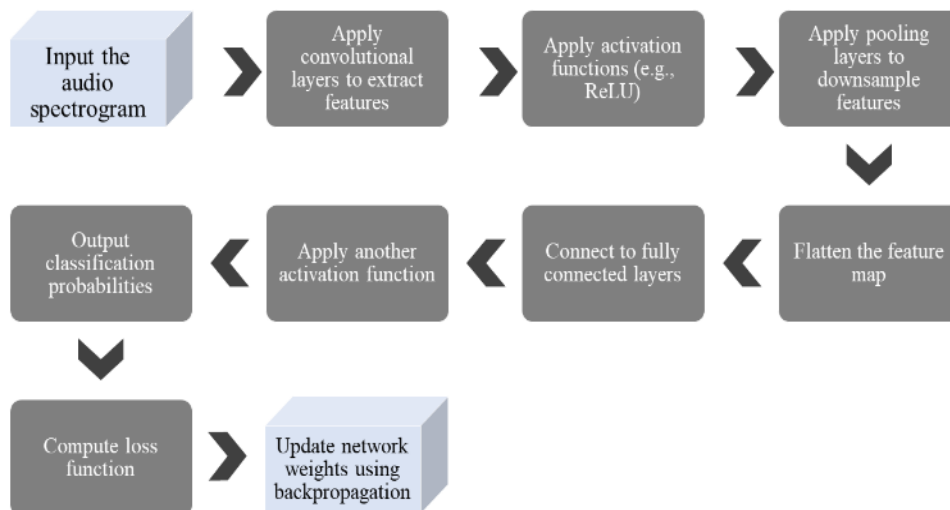 Input the
audio
spectrogram
Apply
convolutional
layers to extract
features
Apply activation
functions (e.g.,
ReLU)
Apply pooling
layers to
downsample
features
Flatten the feature
map
Connect to fully
connected layers
Apply another
activation function
Output
classification
probabilities
Compute loss
function
Update network
weights using
backpropagation